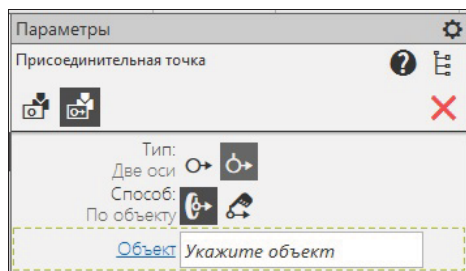 Параметры
Присоединительная точка
Тип:
Две оси
Способ:
По объекту
Объект Укажите объект